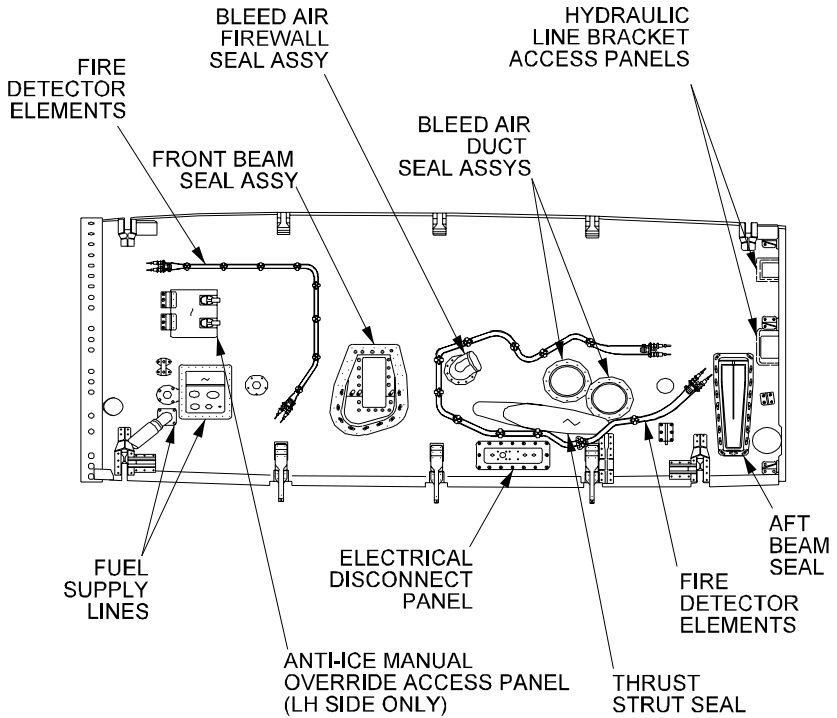 BLEED AIR
FIREWALL
SEAL ASSY
HYDRAULIC
LINE BRACKET
ACCESS PANELS
FIRE
DETECTOR
ELEMENTS
BLEED AIR
DUCT
SEAL ASSYS
FRONT BEAM
SEAL ASSY
FUEL
SUPPLY
LINES
ELECTRICAL
DISCONNECT
PANEL
AFT
BEAM
SEAL
FIRE
DETECTOR
ELEMENTS
ANTI-ICE MANUAL
OVERRIDE ACCESS PANEL
(LH SIDE ONLY)
THRUST
STRUT SEAL